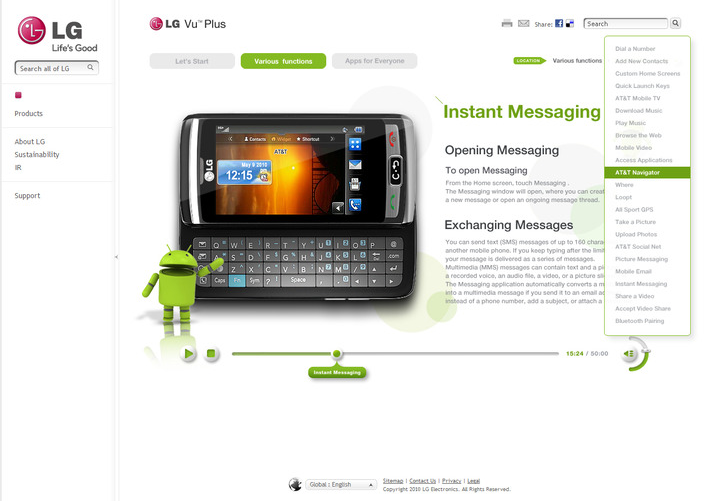 LG
Life's Good
Search all of LG
Products
About LG
Sustainability
IR
Support
LG Vu™ Plus
Share:
Search
Let's Start
Various functions
Apps for Everyone
LOCATION
Various functions
Dial a Number
Add New Contacts
Custom Home Screens
Quick Launch Keys
AT&T Mobile TV
Download Music
Play Music
Browse the Web
Mobile Video
Access Applications
AT&T Navigator
Where
Loopt
All Sport GPS
Take a Picture
Upload Photos
AT&T Social Net
Picture Messaging
Mobile Email
Instant Messaging
Share a Video
Accept Video Share
Bluetooth Pairing
Instant Messaging
Opening Messaging
To open Messaging
From the Home screen, touch Messaging .
The Messaging window will open, where you can creat
a new message or open an ongoing message thread.
Exchanging Messages
You can send text (SMS) messages of up to 160 chara
another mobile phone. If you keep typing after the limi
your message is delivered as a series of messages.
Multimedia (MMS) messages can contain text and a pi
a recorded voice, an audio file, a video, or a picture sli
The Messaging application automatically converts a m
into a multimedia message if you send it to an email ad
instead of a phone number, add a subject, or attach a
Contacts
Widget
Shortcut
AT&T
May 9 2010
12:15
LG
Q W E R T Y U I O P
A S D F G H J K L
Z X C V B N M
.com
Caps Fn Sym Space
15:24 / 50:00
Instant Messaging
Global : English
Sitemap | Contact Us | Privacy | Legal
Copyright 2010 LG Electronics. All Rights Reserved.